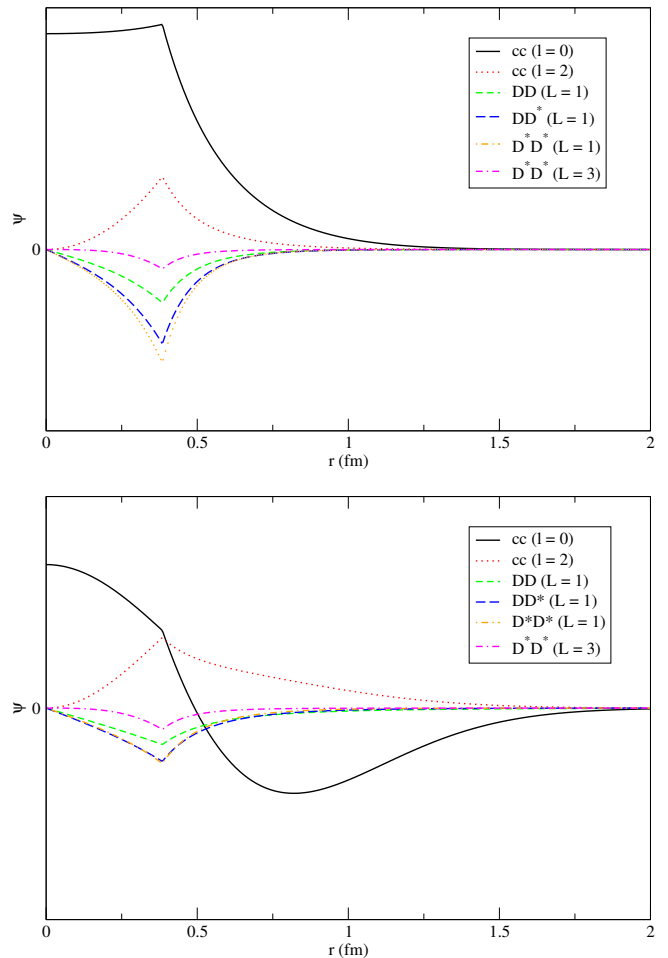 cc (l = 0)
cc (l = 2)
DD (L = 1)
DD* (L = 1)
D*D* (L = 1)
D*D* (L = 3)
ψ
0
0 0.5 1 1.5 2
r (fm)
cc (l = 0)
cc (l = 2)
DD (L = 1)
DD* (L = 1)
D*D* (L = 1)
D*D* (L = 3)
ψ
0
0 0.5 1 1.5 2
r (fm)